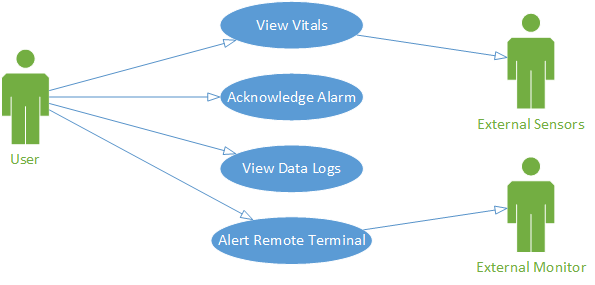 View Vitals
Acknowledge Alarm
View Data Logs
Alert Remote Terminal
User
External Sensors
External Monitor